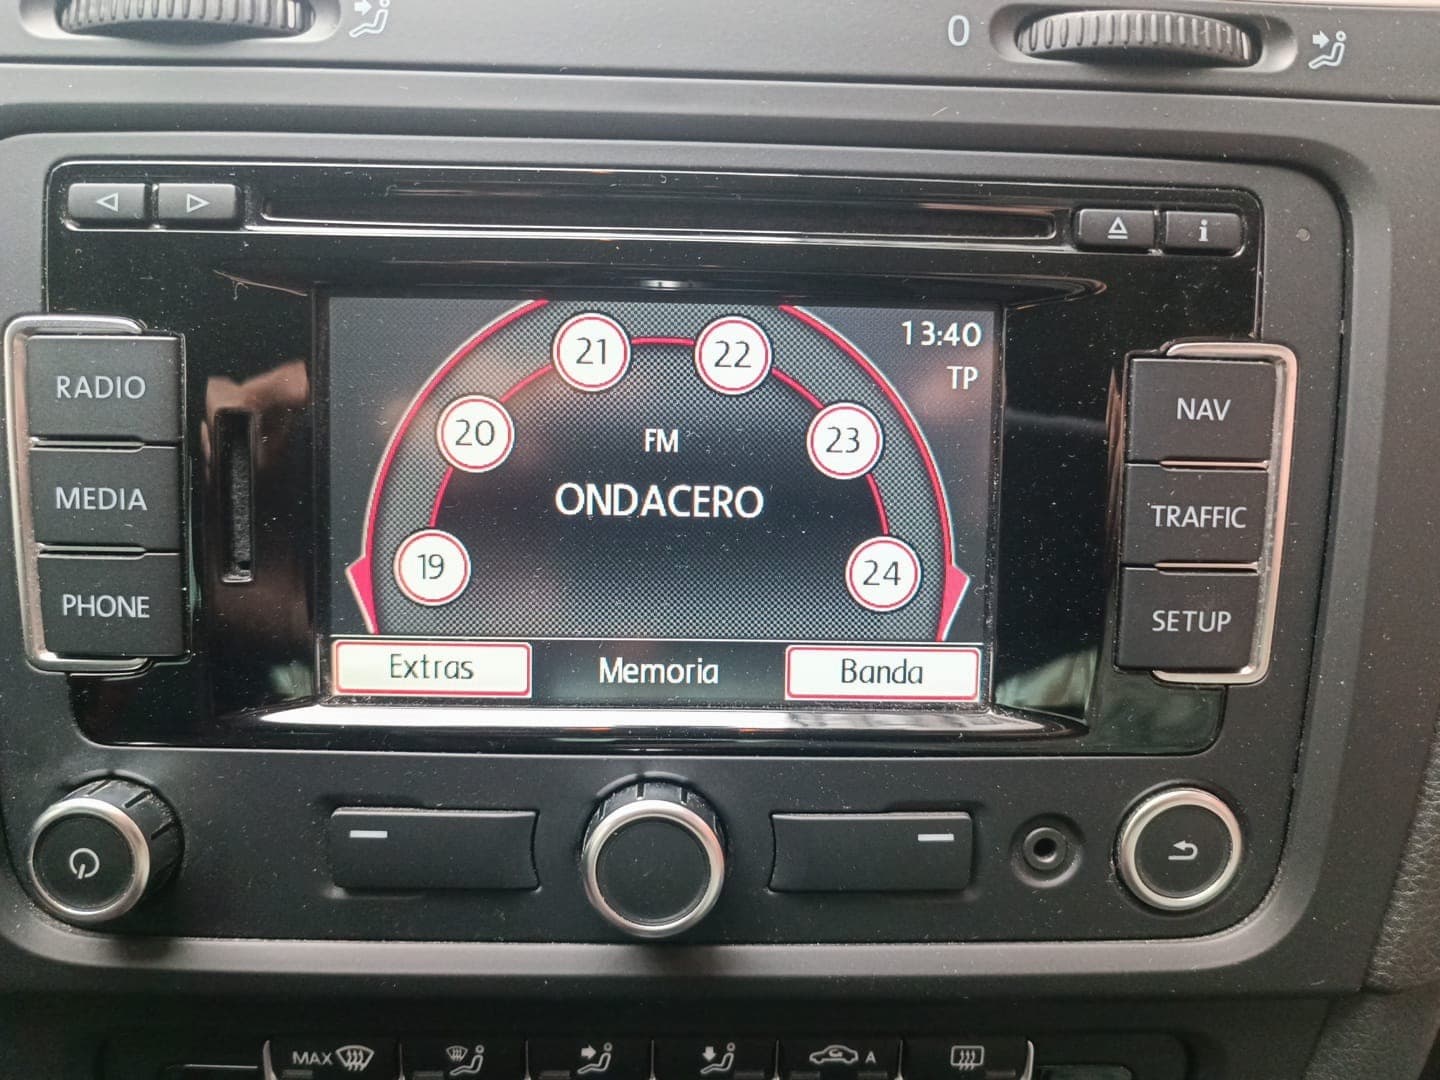 0
i
RADIO
MEDIA
PHONE
NAV
TRAFFIC
SETUP
13:40
TP
21
22
20
23
19
24
FM
ONDACERO
Extras
Memoria
Banda
MAX
A